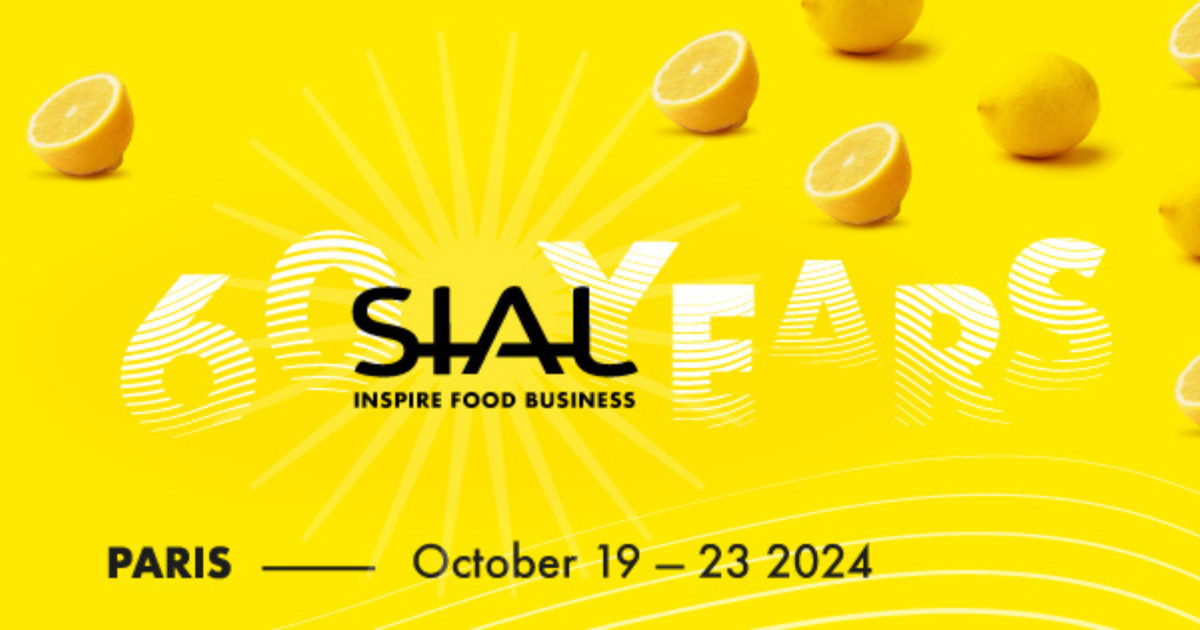 60 YEARS
SIAL
INSPIRE FOOD BUSINESS
PARIS — October 19 – 23 2024